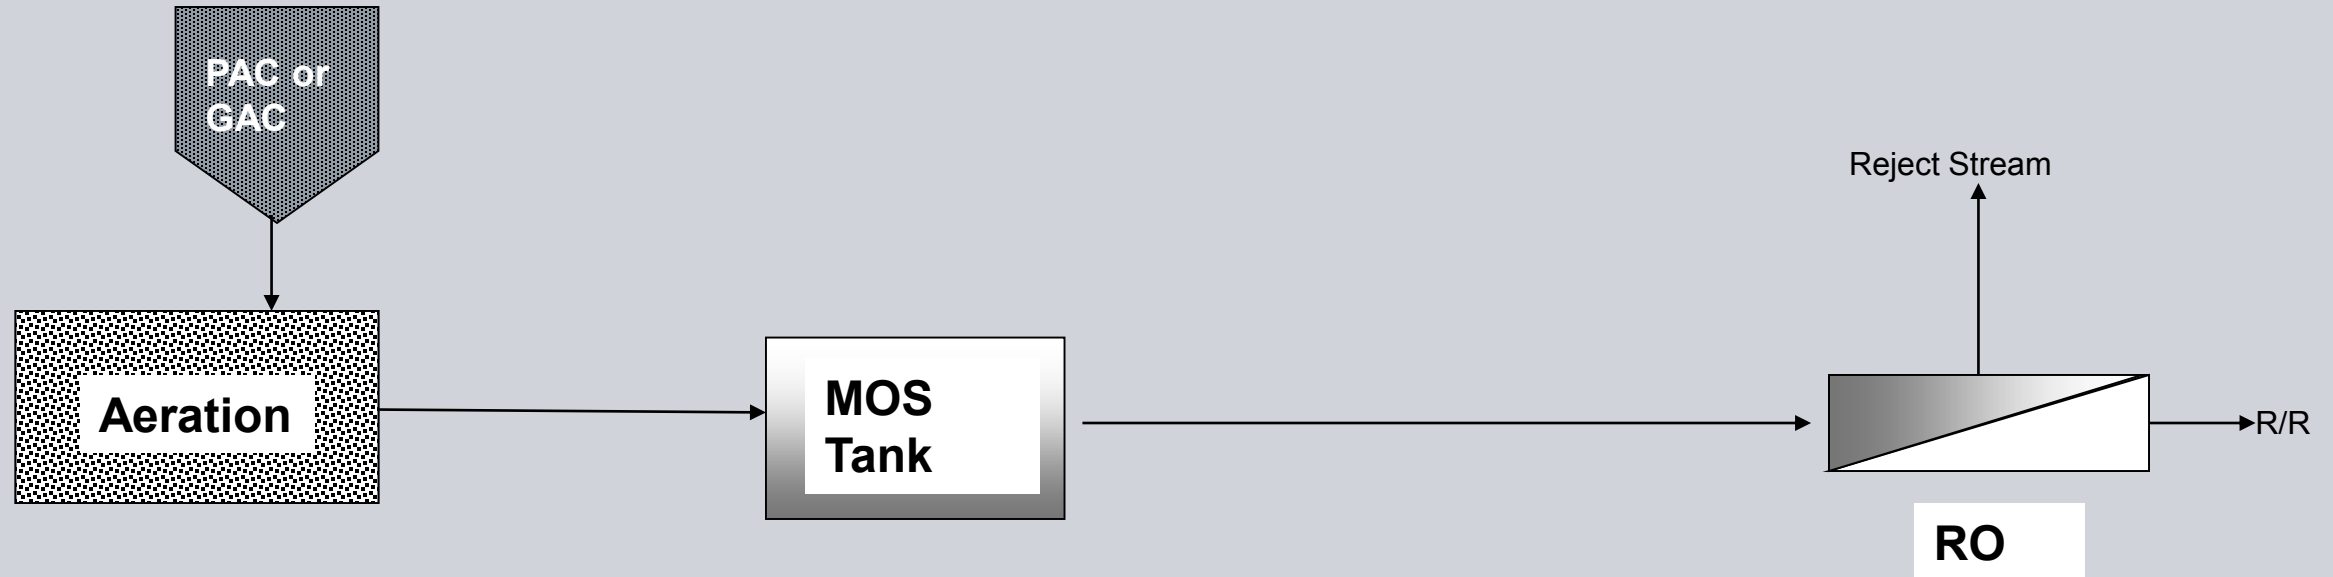 PAC or
GAC
Reject Stream
Aeration
MOS
Tank
R/R
RO